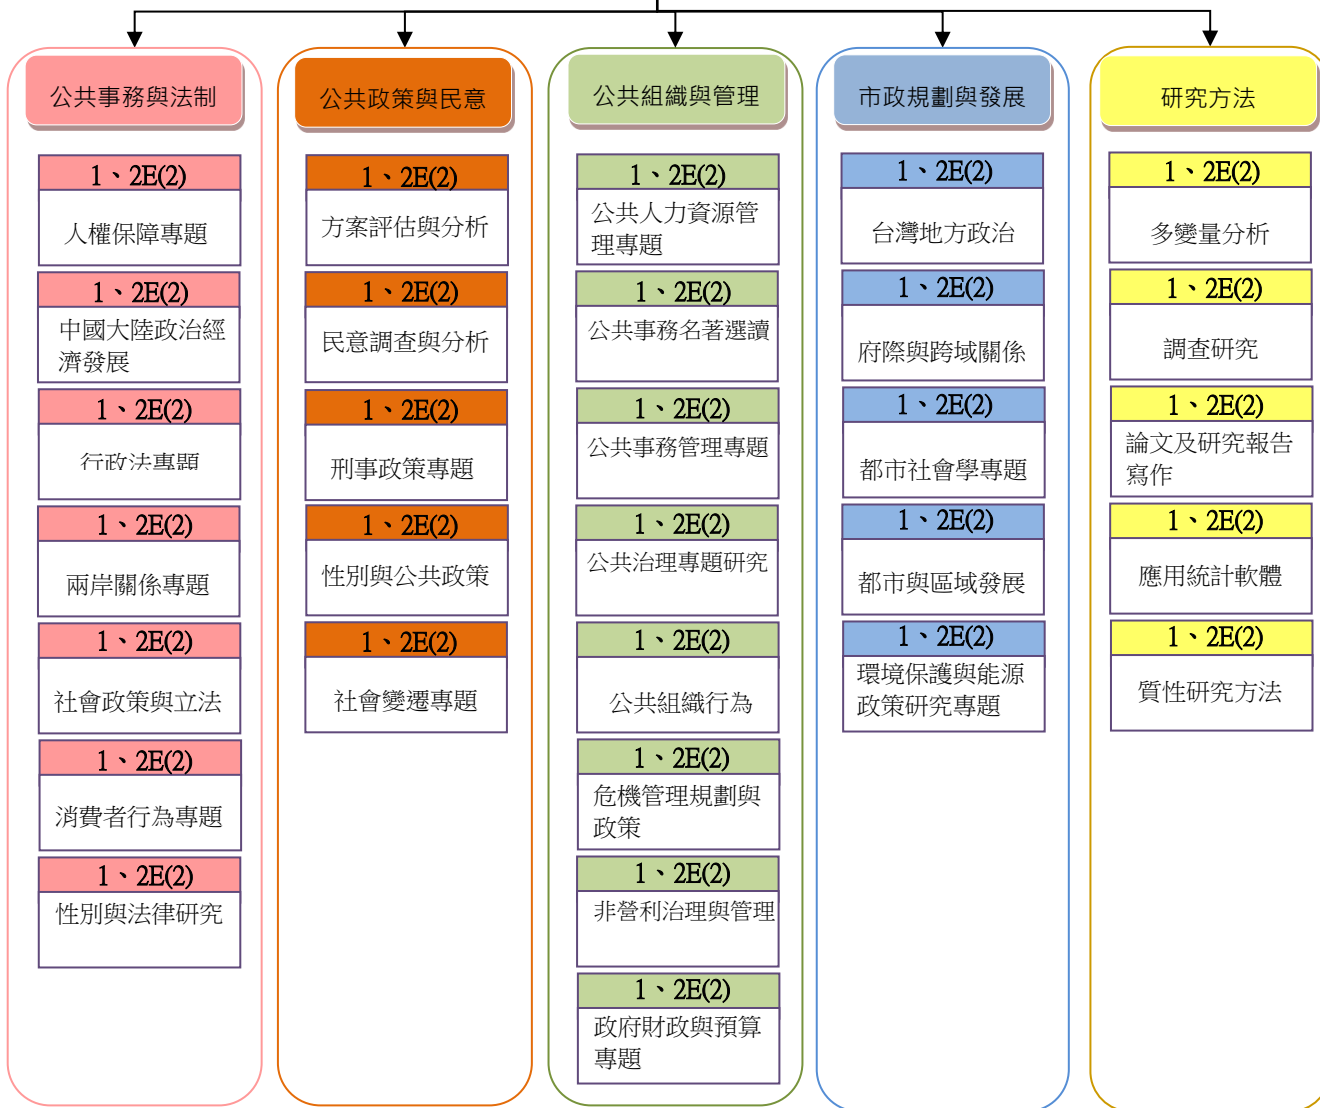 公共事務與法制
1、2E(2)
人權保障專題
1、2E(2)
中國大陸政治經
濟發展
1、2E(2)
行政法專題
1、2E(2)
兩岸關係專題
1、2E(2)
社會政策與立法
1、2E(2)
消費者行為專題
1、2E(2)
性別與法律研究
公共政策與民意
1、2E(2)
方案評估與分析
1、2E(2)
民意調查與分析
1、2E(2)
刑事政策專題
1、2E(2)
性別與公共政策
1、2E(2)
社會變遷專題
公共組織與管理
1、2E(2)
公共人力資源管
理專題
1、2E(2)
公共事務名著選讀
1、2E(2)
公共事務管理專題
1、2E(2)
公共治理專題研究
1、2E(2)
公共組織行為
1、2E(2)
危機管理規劃與
政策
1、2E(2)
非營利治理與管理
1、2E(2)
政府財政與預算
專題
市政規劃與發展
1、2E(2)
台灣地方政治
1、2E(2)
府際與跨域關係
1、2E(2)
都市社會學專題
1、2E(2)
都市與區域發展
1、2E(2)
環境保護與能源
政策研究專題
研究方法
1、2E(2)
多變量分析
1、2E(2)
調查研究
1、2E(2)
論文及研究報告
寫作
1、2E(2)
應用統計軟體
1、2E(2)
質性研究方法